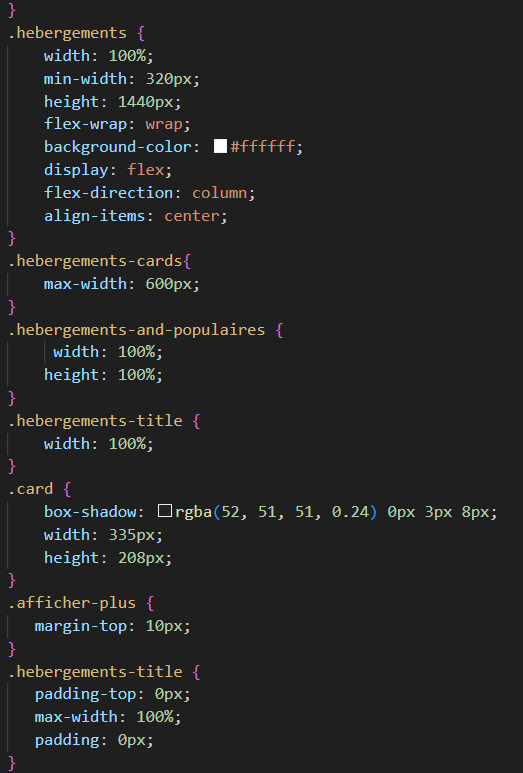 }
.hebergements {
    width: 100%;
    min-width: 320px;
    height: 1440px;
    flex-wrap: wrap;
    background-color: #ffffff;
    display: flex;
    flex-direction: column;
    align-items: center;
}
.hebergements-cards{
    max-width: 600px;
}
.hebergements-and-populaires {
     width: 100%;
    height: 100%;
}
.hebergements-title {
    width: 100%;
}
.card {
    box-shadow: rgba(52, 51, 51, 0.24) 0px 3px 8px;
    width: 335px;
    height: 208px;
}
.afficher-plus {
   margin-top: 10px;
}
.hebergements-title {
   padding-top: 0px;
   max-width: 100%;
   padding: 0px;
}